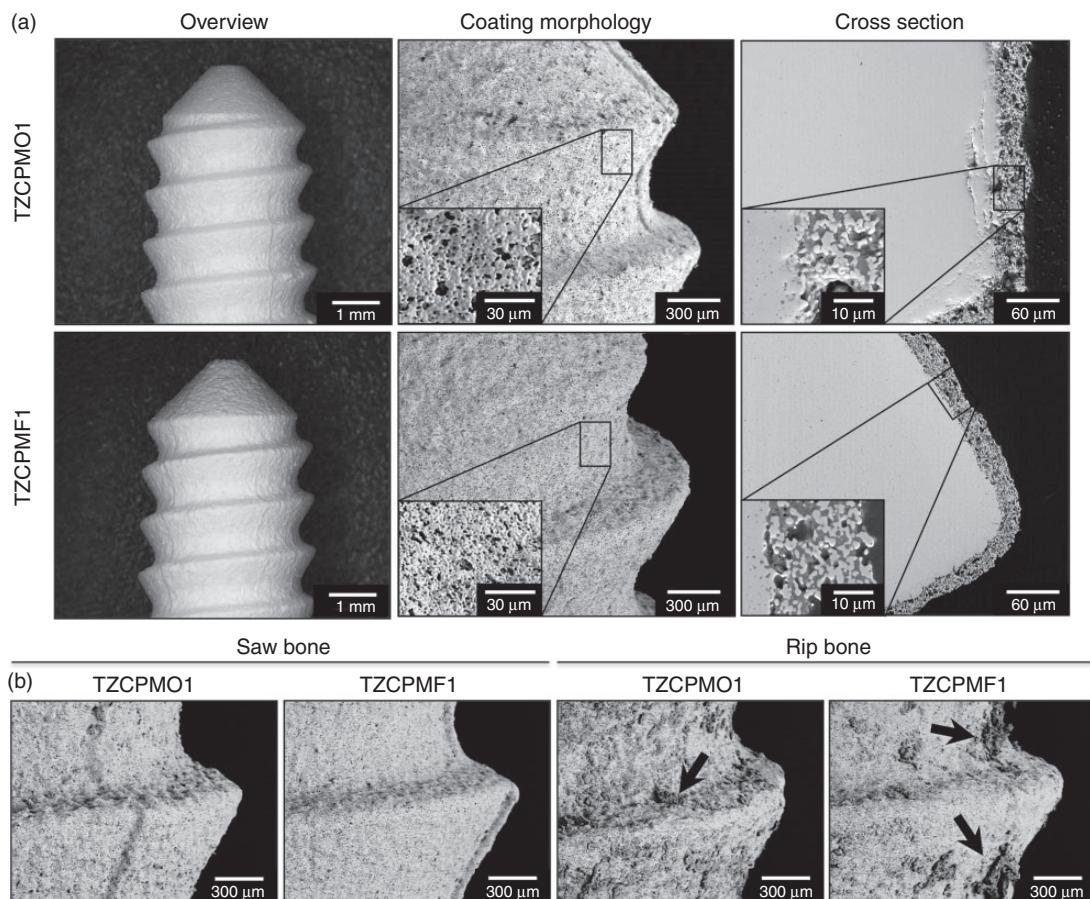 (a)
Overview Coating morphology Cross section
TZCPMO1
30 μm
10 μm
1 mm
300 μm
60 μm
TZCPMF1
30 μm
10 μm
1 mm
300 μm
60 μm
Saw bone Rip bone
(b)
TZCPMO1 TZCPMF1 TZCPMO1 TZCPMF1
300 μm 300 μm 300 μm 300 μm